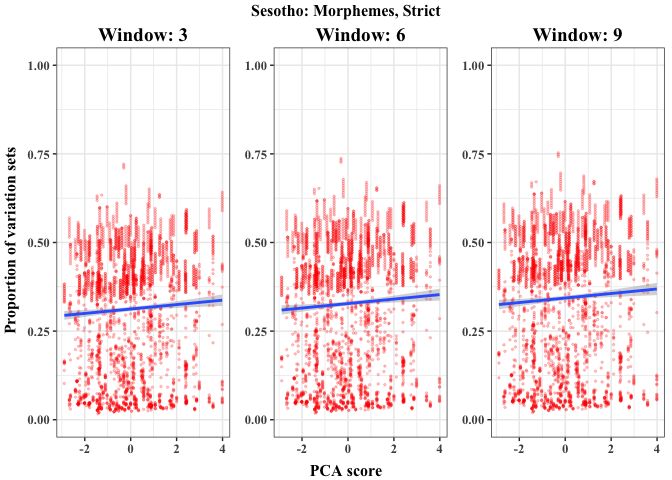 Sesotho: Morphemes, Strict
Window: 3 Window: 6 Window: 9
Proportion of variation sets
1.00 1.00 1.00
0.75 0.75 0.75
0.50 0.50 0.50
0.25 0.25 0.25
0.00 0.00 0.00
-2 0 2 4 -2 0 2 4 -2 0 2 4
PCA score